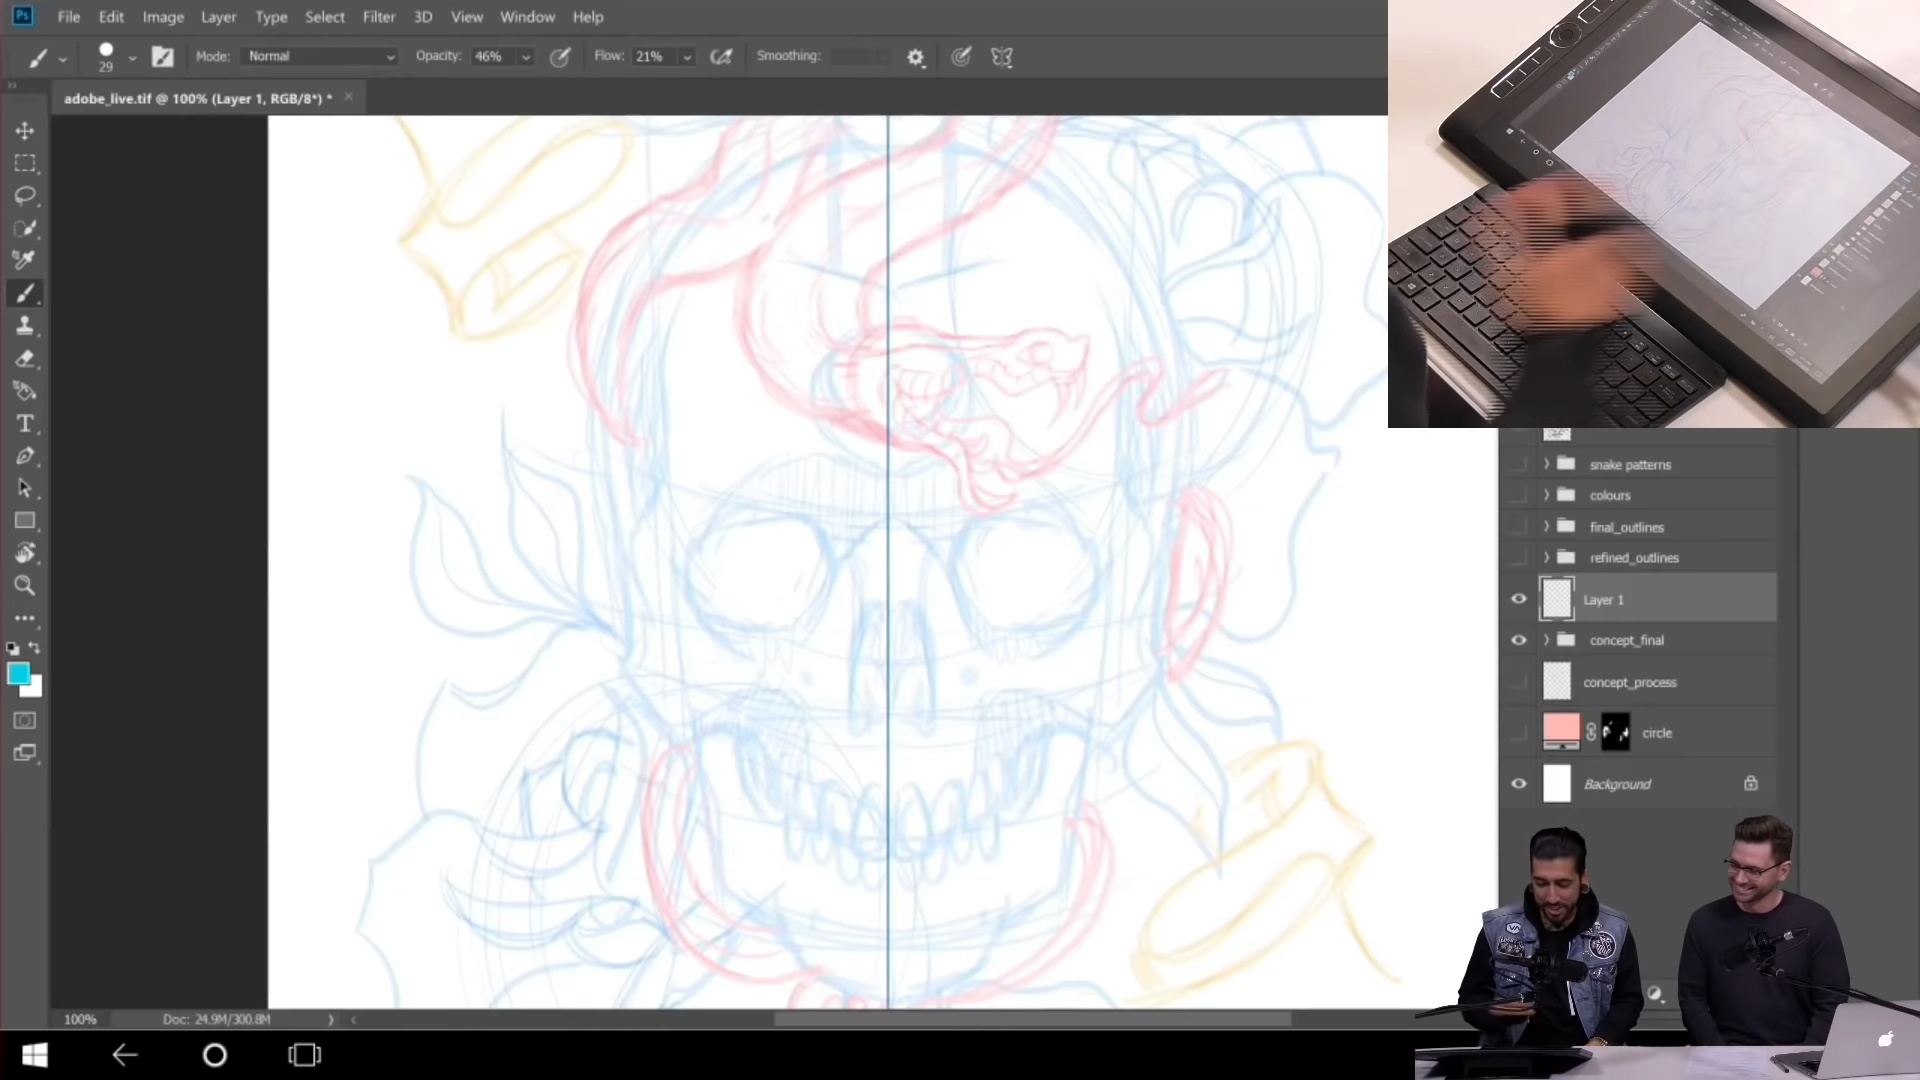 Ps File Edit Image Layer Type Select Filter 3D View Window Help
29 Mode: Normal Opacity: 46% Flow: 21% Smoothing:
adobe_live.tif @ 100% (Layer 1, RGB/8*) *
snake patterns
colours
final_outlines
refined_outlines
Layer 1
concept_final
concept_process
circle
Background
100% Doc: 24.9M/300.8M